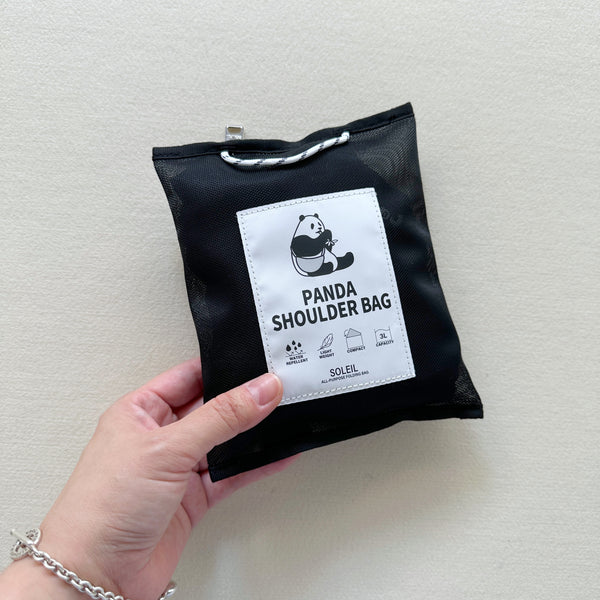 PANDA
SHOULDER BAG
WATER
REPELLENT
LIGHT
WEIGHT
COMPACT
3L
CAPACITY
SOLEIL
ALL-PURPOSE FOLDING BAG